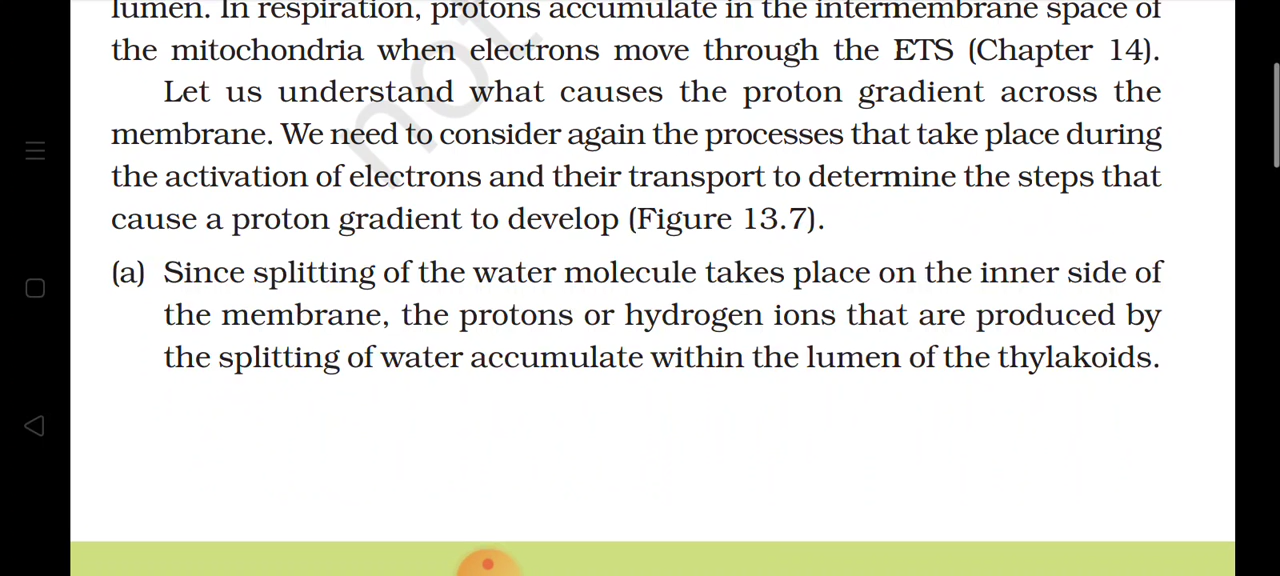 lumen. In respiration, protons accumulate in the intermembrane space of
the mitochondria when electrons move through the ETS (Chapter 14).
Let us understand what causes the proton gradient across the
membrane. We need to consider again the processes that take place during
the activation of electrons and their transport to determine the steps that
cause a proton gradient to develop (Figure 13.7).
(a) Since splitting of the water molecule takes place on the inner side of
the membrane, the protons or hydrogen ions that are produced by
the splitting of water accumulate within the lumen of the thylakoids.
not